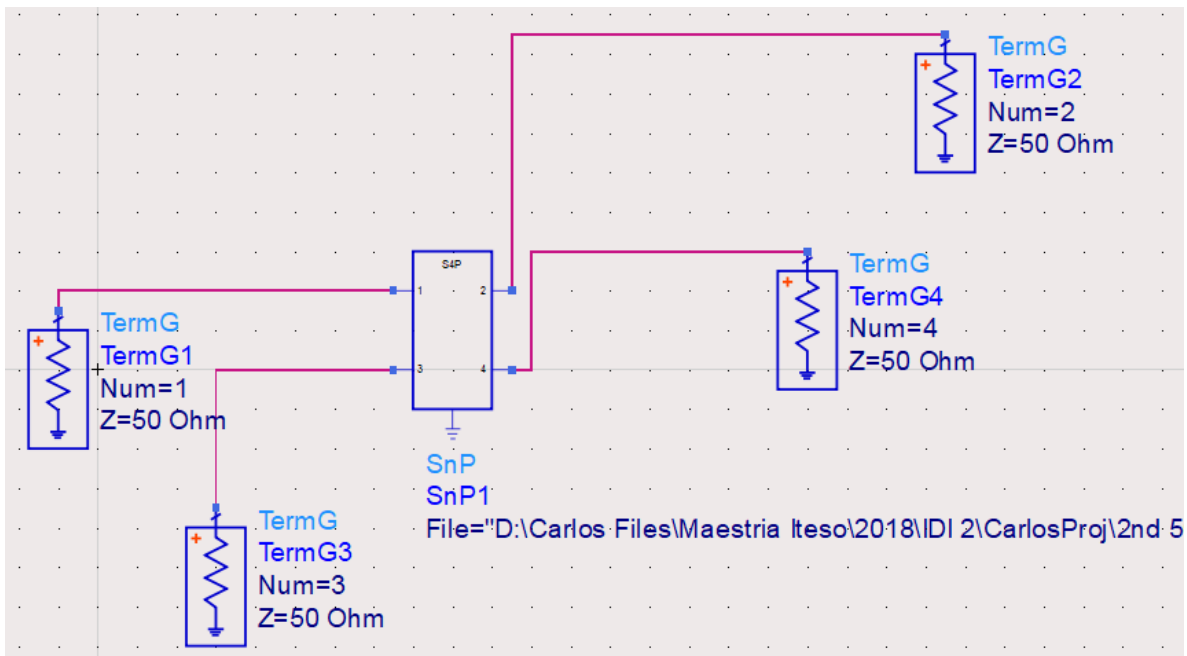 TermG
TermG2
Num=2
Z=50 Ohm
S4P
1
2
3
4
TermG
TermG4
Num=4
Z=50 Ohm
TermG
TermG1
Num=1
Z=50 Ohm
SnP
SnP1
File="D:\Carlos Files\Maestria Iteso\2018\IDI 2\CarlosProj\2nd 5
TermG
TermG3
Num=3
Z=50 Ohm